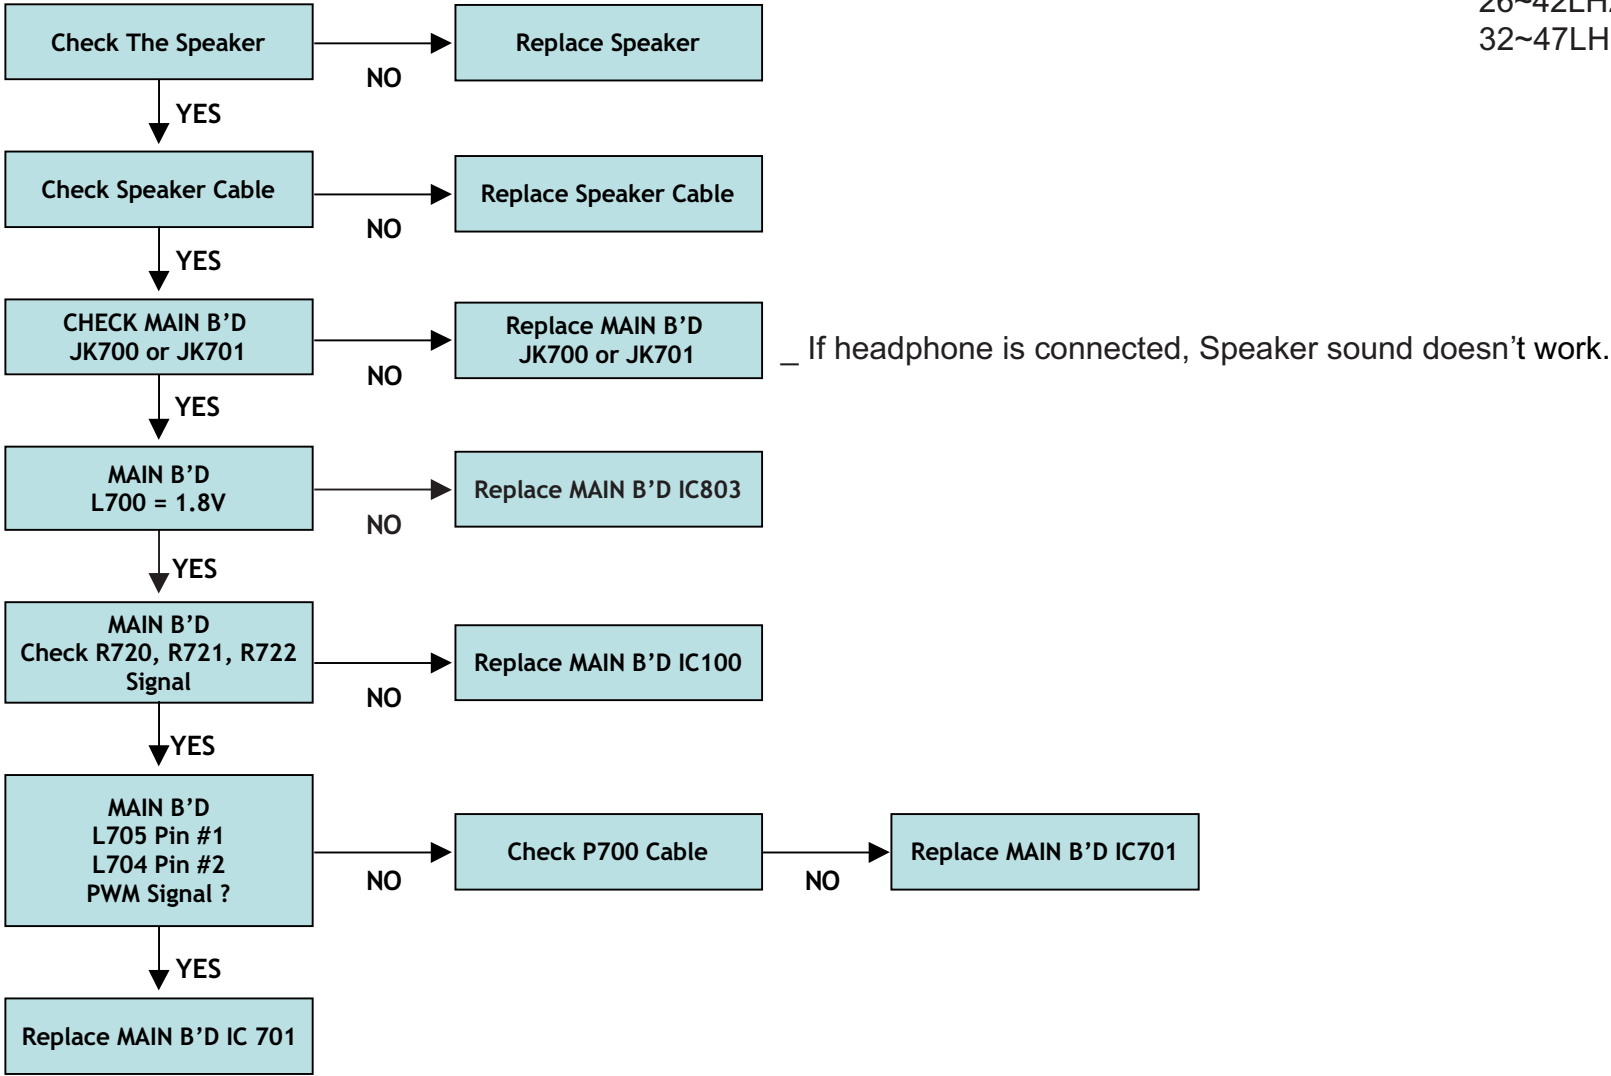 32~47LH
Check The Speaker
NO
Replace Speaker
YES
Check Speaker Cable
NO
Replace Speaker Cable
YES
CHECK MAIN B’D
JK700 or JK701
NO
Replace MAIN B’D
JK700 or JK701
_ If headphone is connected, Speaker sound doesn’t work.
YES
MAIN B’D
L700 = 1.8V
NO
Replace MAIN B’D IC803
YES
MAIN B’D
Check R720, R721, R722
Signal
NO
Replace MAIN B’D IC100
YES
MAIN B’D
L705 Pin #1
L704 Pin #2
PWM Signal ?
NO
Check P700 Cable
NO
Replace MAIN B’D IC701
YES
Replace MAIN B’D IC 701